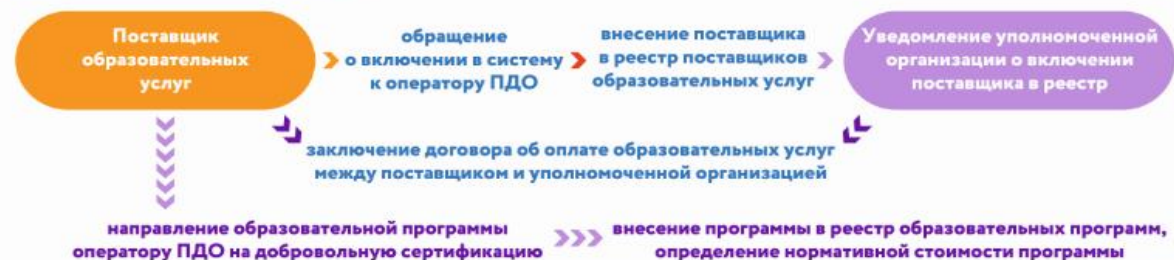 Поставщик
образовательных
услуг
обращение
о включении в систему
к оператору ПДО
внесение поставщика
в реестр поставщиков
образовательных услуг
Уведомление уполномоченной
организации о включении
поставщика в реестр
заключение договора об оплате образовательных услуг
между поставщиком и уполномоченной организацией
направление образовательной программы
оператору ПДО на добровольную сертификацию
внесение программы в реестр образовательных программ,
определение нормативной стоимости программы